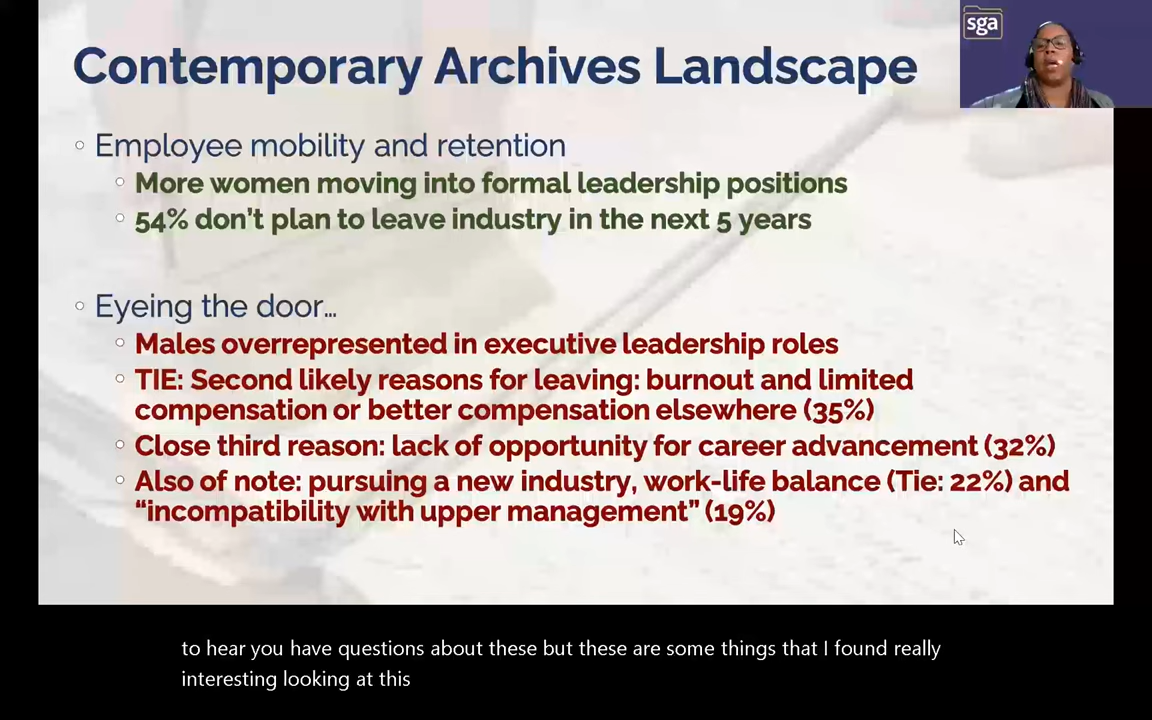 sga
Contemporary Archives Landscape
Employee mobility and retention
More women moving into formal leadership positions
54% don’t plan to leave industry in the next 5 years
Eyeing the door…
Males overrepresented in executive leadership roles
TIE: Second likely reasons for leaving: burnout and limited
compensation or better compensation elsewhere (35%)
Close third reason: lack of opportunity for career advancement (32%)
Also of note: pursuing a new industry, work-life balance (Tie: 22%) and
“incompatibility with upper management” (19%)
to hear you have questions about these but these are some things that I found really
interesting looking at this